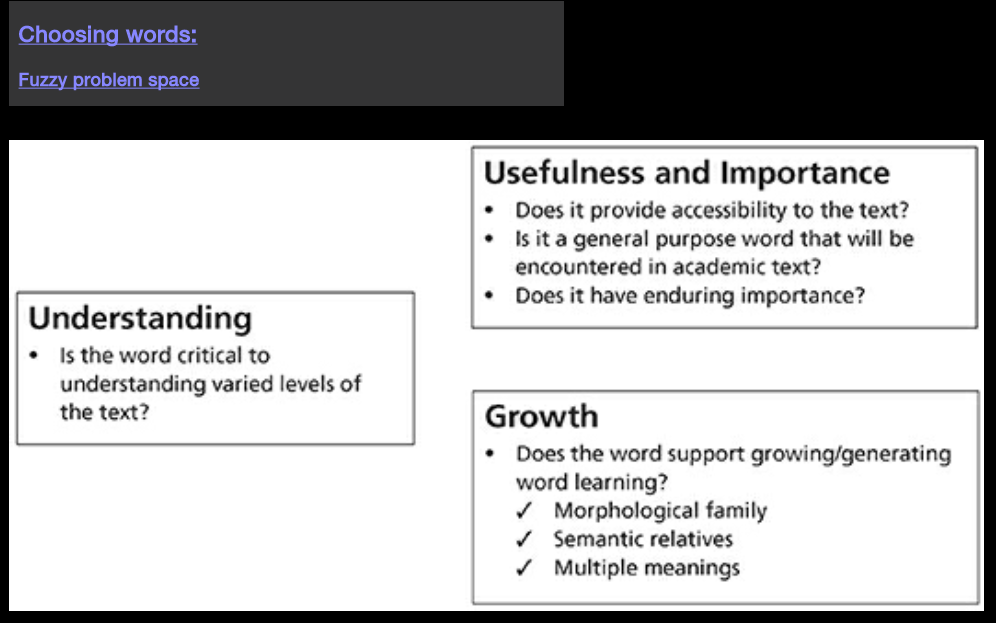 Choosing words:
Fuzzy problem space
Understanding
• Is the word critical to
understanding varied levels of
the text?
Usefulness and Importance
• Does it provide accessibility to the text?
• Is it a general purpose word that will be
encountered in academic text?
• Does it have enduring importance?
Growth
• Does the word support growing/generating
word learning?
✓ Morphological family
✓ Semantic relatives
✓ Multiple meanings